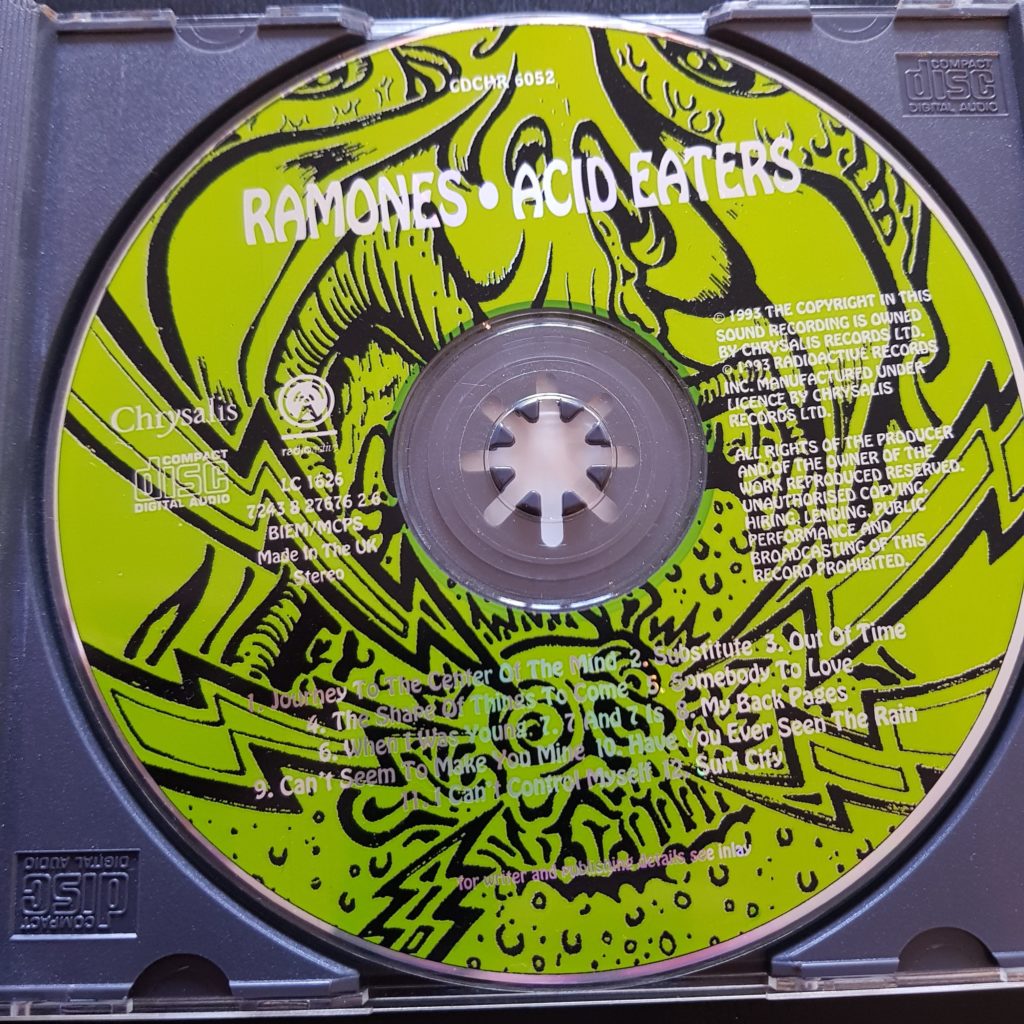 CDCHR 6052
RAMONES • ACID EATERS
COMPACT
disc
DIGITAL AUDIO
© 1993 THE COPYRIGHT IN THIS
SOUND RECORDING IS OWNED
BY CHRYSALIS RECORDS LTD.
℗ 1993 RADIOACTIVE RECORDS
INC. MANUFACTURED UNDER
LICENCE BY CHRYSALIS
RECORDS LTD.
Chrysalis
radioactive
COMPACT
disc
DIGITAL AUDIO
LC 1626
7243 8 27676 2 6
BIEM/MCPS
Made In The UK
Stereo
ALL RIGHTS OF THE PRODUCER
AND OF THE OWNER OF THE
WORK REPRODUCED RESERVED.
UNAUTHORISED COPYING,
HIRING, LENDING, PUBLIC
PERFORMANCE AND
BROADCASTING OF THIS
RECORD PROHIBITED.
1. Journey To The Center Of The Mind 2. Substitute 3. Out Of Time
4. The Shape Of Things To Come 5. Somebody To Love
6. When I Was Young 7. 7 And 7 Is 8. My Back Pages
9. Can't Seem To Make You Mine 10. Have You Ever Seen The Rain
11. I Can't Control Myself 12. Surf City
for writer and publishing details see inlay
COMPACT
disc
DIGITAL AUDIO